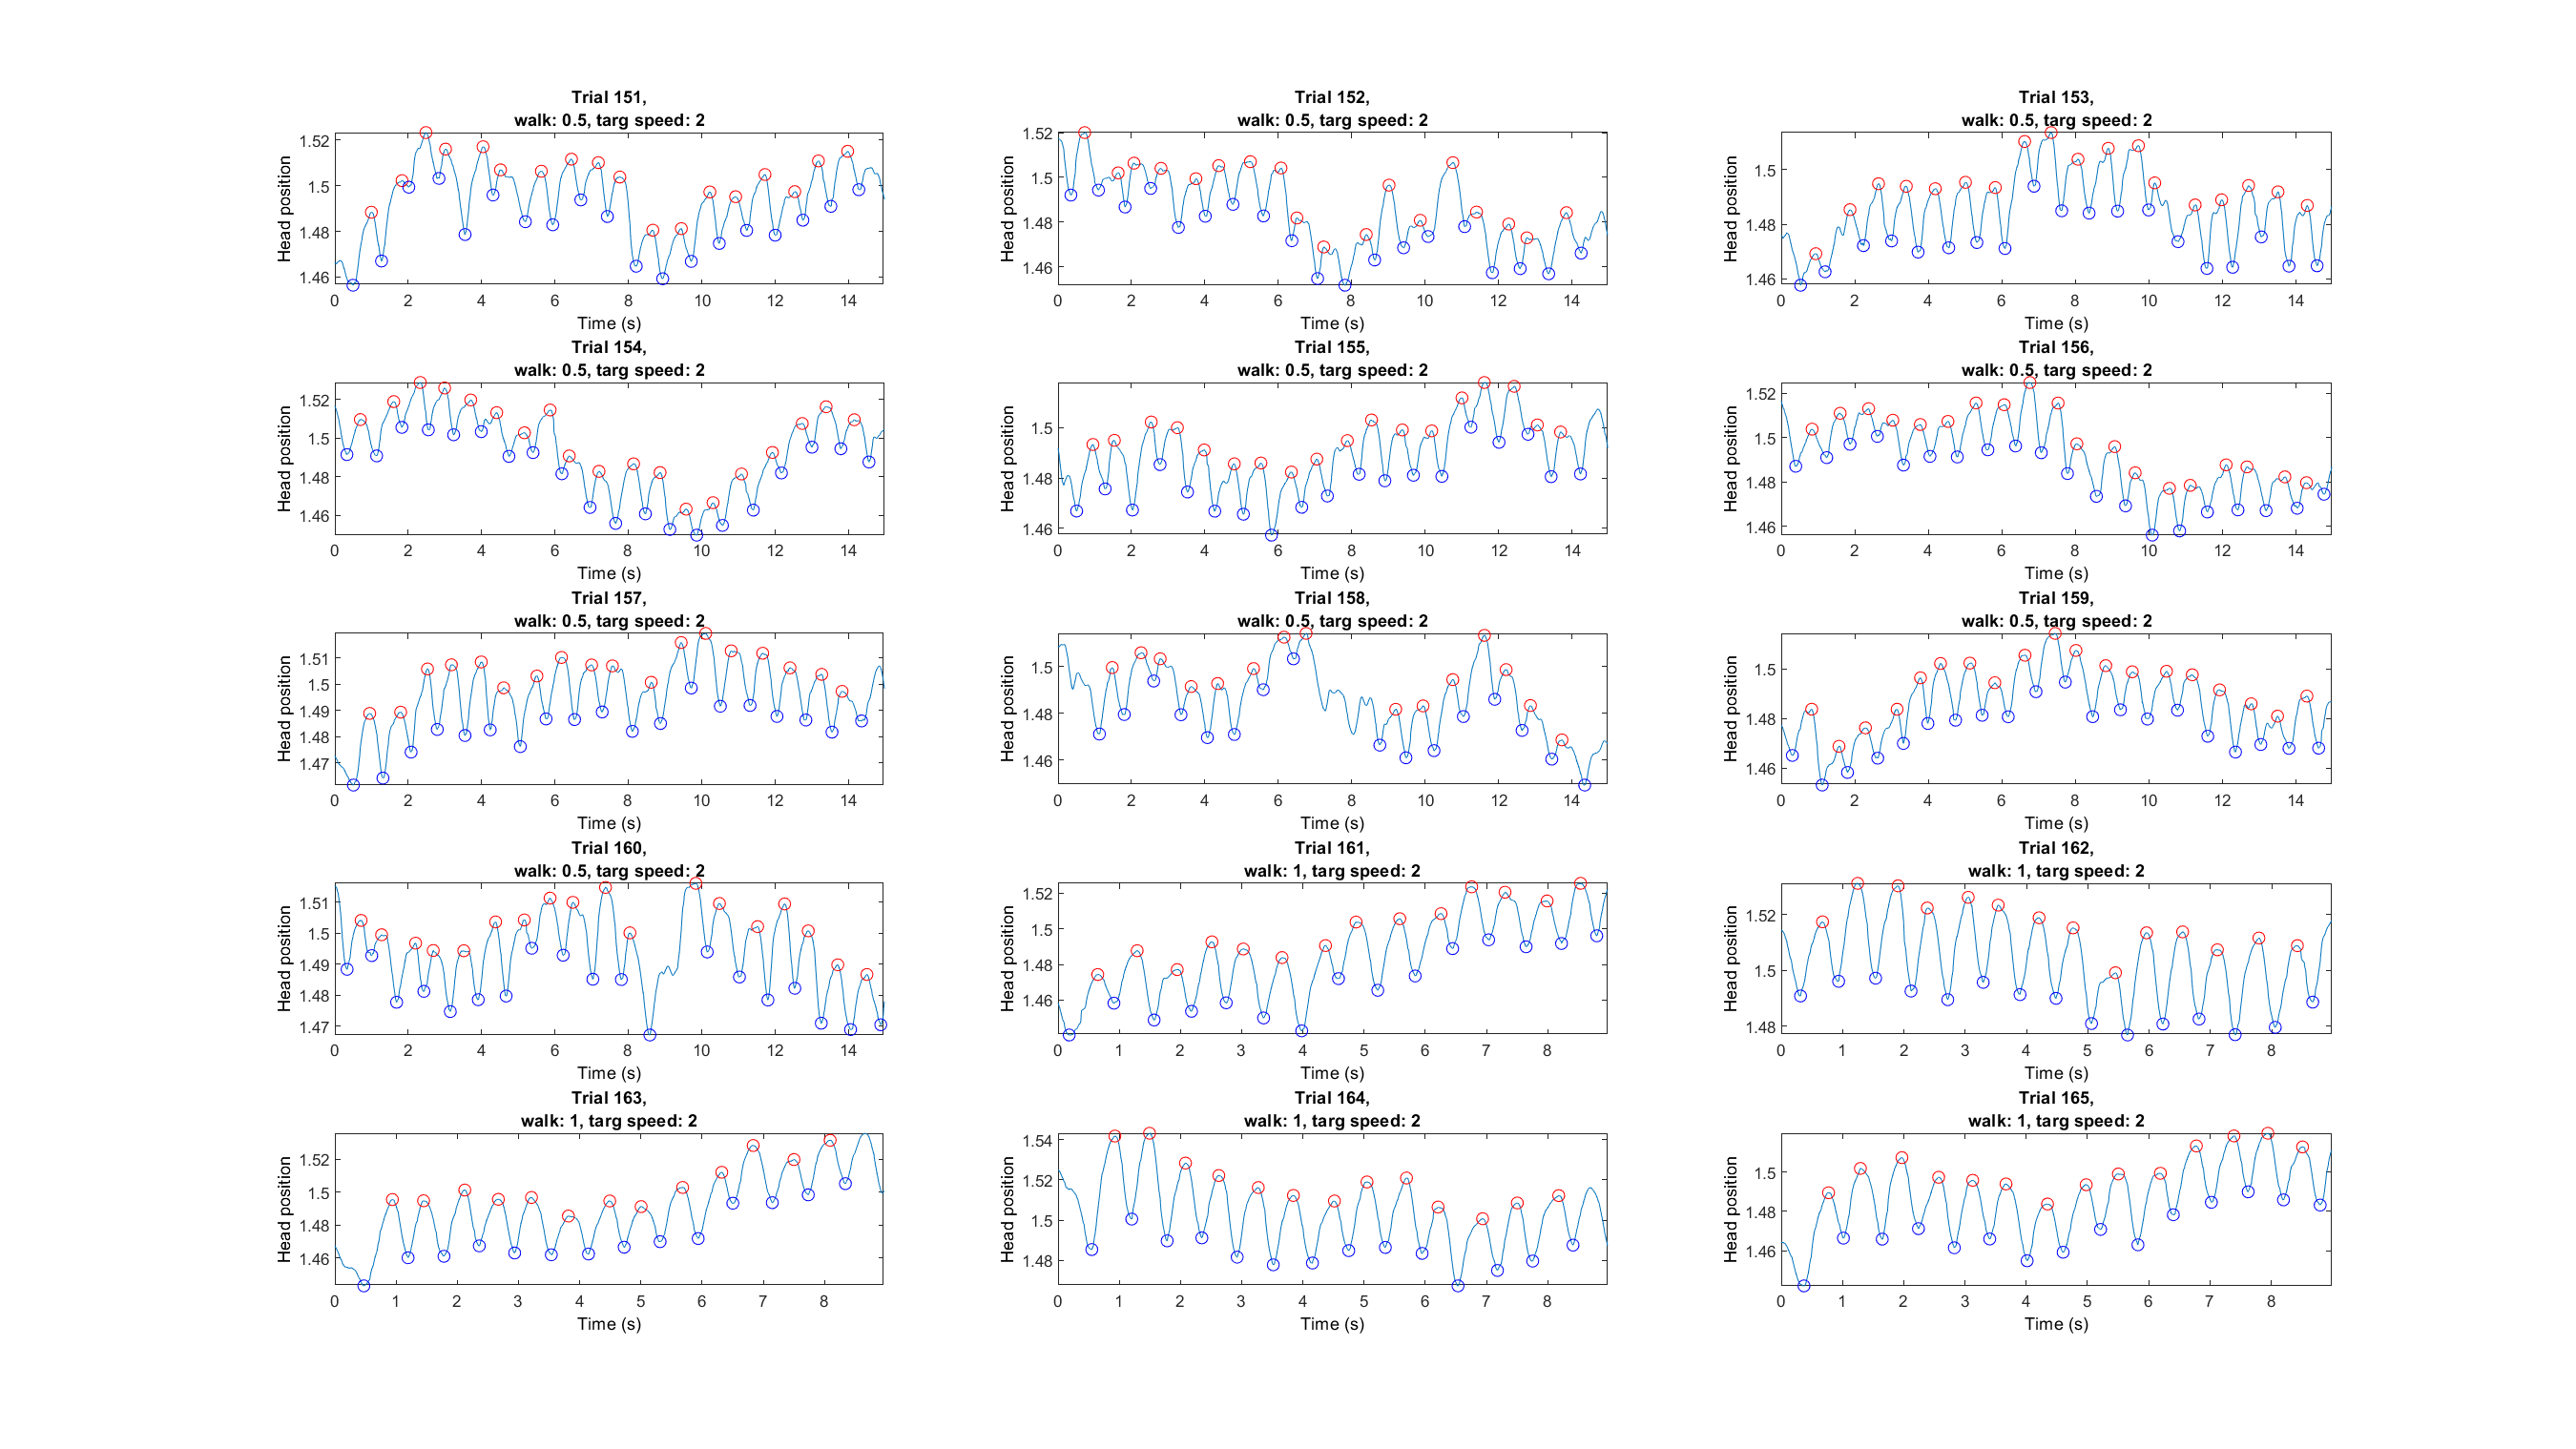 Trial 151,
walk: 0.5, targ speed: 2
1.52
1.5
1.48
1.46
Head position
0 2 4 6 8 10 12 14
Time (s)
Trial 152,
walk: 0.5, targ speed: 2
1.52
1.5
1.48
1.46
Head position
0 2 4 6 8 10 12 14
Time (s)
Trial 153,
walk: 0.5, targ speed: 2
1.5
1.48
1.46
Head position
0 2 4 6 8 10 12 14
Time (s)
Trial 154,
walk: 0.5, targ speed: 2
1.52
1.5
1.48
1.46
Head position
0 2 4 6 8 10 12 14
Time (s)
Trial 155,
walk: 0.5, targ speed: 2
1.5
1.48
1.46
Head position
0 2 4 6 8 10 12 14
Time (s)
Trial 156,
walk: 0.5, targ speed: 2
1.52
1.5
1.48
1.46
Head position
0 2 4 6 8 10 12 14
Time (s)
Trial 157,
walk: 0.5, targ speed: 2
1.51
1.5
1.49
1.48
1.47
Head position
0 2 4 6 8 10 12 14
Time (s)
Trial 158,
walk: 0.5, targ speed: 2
1.5
1.48
1.46
Head position
0 2 4 6 8 10 12 14
Time (s)
Trial 159,
walk: 0.5, targ speed: 2
1.5
1.48
1.46
Head position
0 2 4 6 8 10 12 14
Time (s)
Trial 160,
walk: 0.5, targ speed: 2
1.51
1.5
1.49
1.48
1.47
Head position
0 2 4 6 8 10 12 14
Time (s)
Trial 161,
walk: 1, targ speed: 2
1.52
1.5
1.48
1.46
Head position
0 1 2 3 4 5 6 7 8
Time (s)
Trial 162,
walk: 1, targ speed: 2
1.52
1.5
1.48
Head position
0 1 2 3 4 5 6 7 8
Time (s)
Trial 163,
walk: 1, targ speed: 2
1.52
1.5
1.48
1.46
Head position
0 1 2 3 4 5 6 7 8
Time (s)
Trial 164,
walk: 1, targ speed: 2
1.54
1.52
1.5
1.48
Head position
0 1 2 3 4 5 6 7 8
Time (s)
Trial 165,
walk: 1, targ speed: 2
1.5
1.48
1.46
Head position
0 1 2 3 4 5 6 7 8
Time (s)